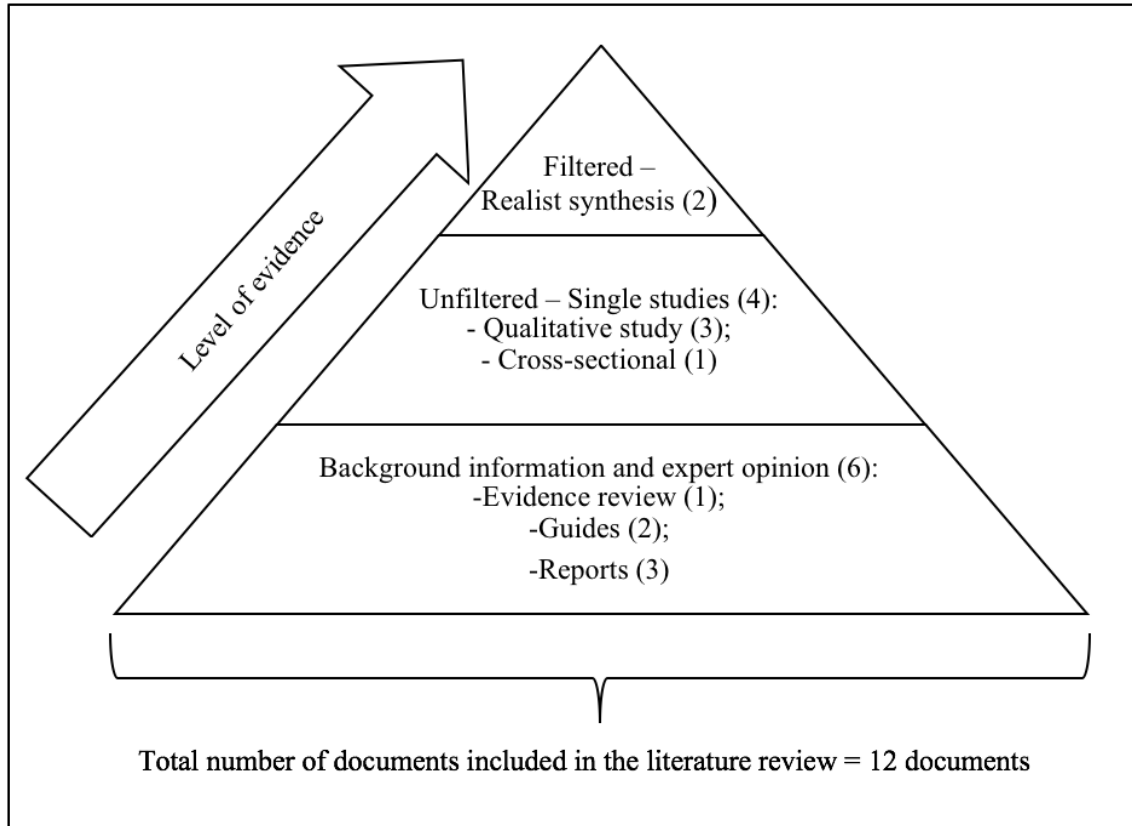 Level of evidence
Filtered –
Realist synthesis (2)
Unfiltered – Single studies (4):
- Qualitative study (3);
- Cross-sectional (1)
Background information and expert opinion (6):
-Evidence review (1);
-Guides (2);
-Reports (3)
Total number of documents included in the literature review = 12 documents